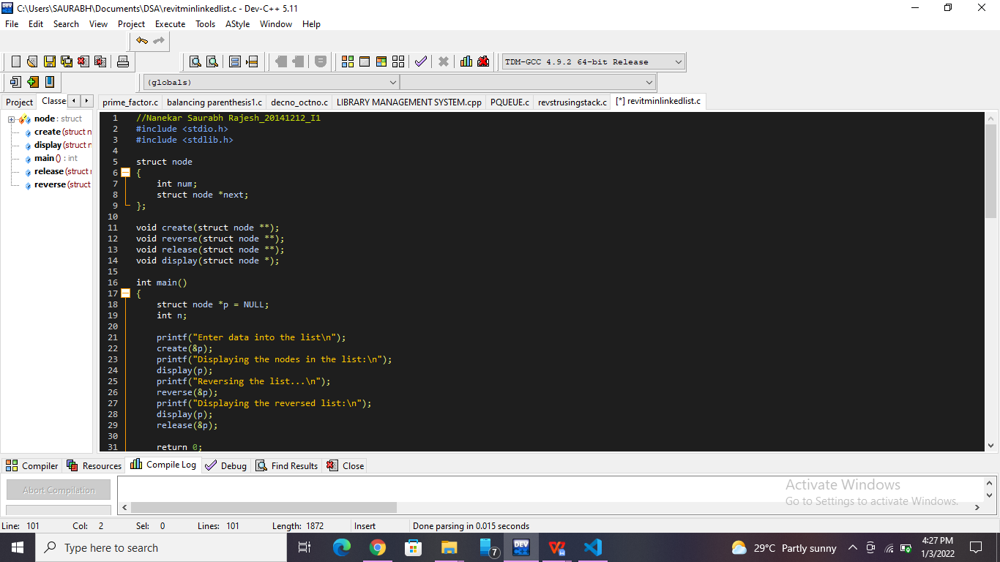 C:\Users\SAURABH\Documents\DSA\revitminlinkedlist.c - Dev-C++ 5.11
File Edit Search View Project Execute Tools AStyle Window Help
TDM-GCC 4.9.2 64-bit Release
(globals)
Project Classe
prime_factor.c balancing parenthesis1.c decno_octno.c LIBRARY MANAGEMENT SYSTEM.cpp PQUEUE.c revstrusingstack.c [*] revitminlinkedlist.c
node : struct
create (struct n
display (struct n
main () : int
release (struct
reverse (struct
1 //Nanekar Saurabh Rajesh_20141212_I1
2 #include <stdio.h>
3 #include <stdlib.h>
4
5 struct node
6 {
7 int num;
8 struct node *next;
9 };
10
11 void create(struct node **);
12 void reverse(struct node **);
13 void release(struct node **);
14 void display(struct node *);
15
16 int main()
17 {
18 struct node *p = NULL;
19 int n;
20
21 printf("Enter data into the list\n");
22 create(&p);
23 printf("Displaying the nodes in the list:\n");
24 display(p);
25 printf("Reversing the list...\n");
26 reverse(&p);
27 printf("Displaying the reversed list:\n");
28 display(p);
29 release(&p);
30
31 return 0;
Compiler Resources Compile Log Debug Find Results Close
Abort Compilation
Activate Windows
Go to Settings to activate Windows.
Line: 101 Col: 2 Sel: 0 Lines: 101 Length: 1872 Insert Done parsing in 0.015 seconds
Type here to search
7
DEV
29°C Partly sunny
4:27 PM
1/3/2022